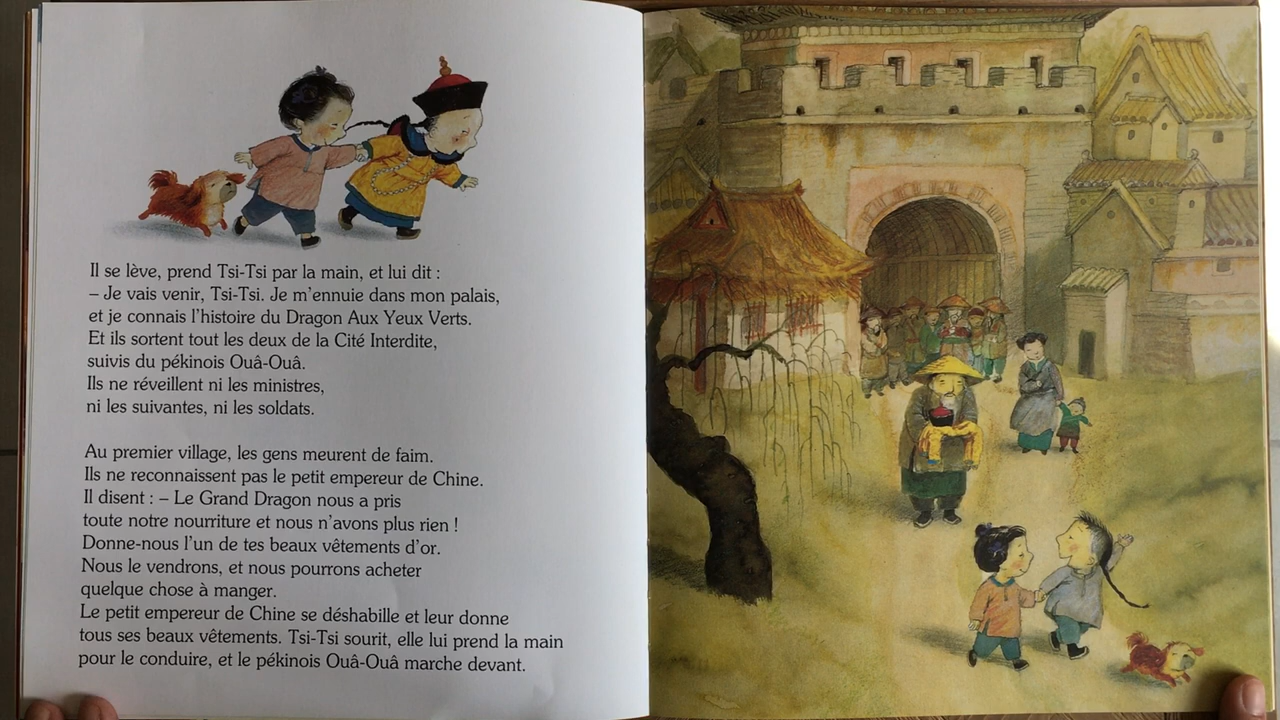 Il se lève, prend Tsi-Tsi par la main, et lui dit :
– Je vais venir, Tsi-Tsi. Je m'ennuie dans mon palais,
et je connais l'histoire du Dragon Aux Yeux Verts.
Et ils sortent tout les deux de la Cité Interdite,
suivis du pékinois Ouâ-Ouâ.
Ils ne réveillent ni les ministres,
ni les suivantes, ni les soldats.
Au premier village, les gens meurent de faim.
Ils ne reconnaissent pas le petit empereur de Chine.
Il disent : – Le Grand Dragon nous a pris
toute notre nourriture et nous n'avons plus rien !
Donne-nous l'un de tes beaux vêtements d'or.
Nous le vendrons, et nous pourrons acheter
quelque chose à manger.
Le petit empereur de Chine se déshabille et leur donne
tous ses beaux vêtements. Tsi-Tsi sourit, elle lui prend la main
pour le conduire, et le pékinois Ouâ-Ouâ marche devant.